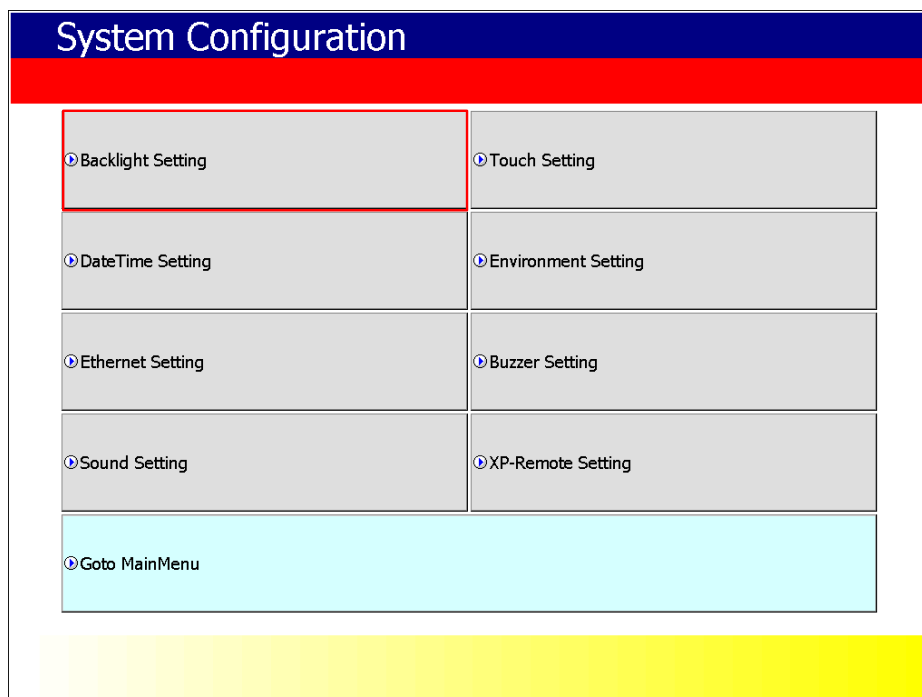 System Configuration
Backlight Setting
Touch Setting
DateTime Setting
Environment Setting
Ethernet Setting
Buzzer Setting
Sound Setting
XP-Remote Setting
Goto MainMenu